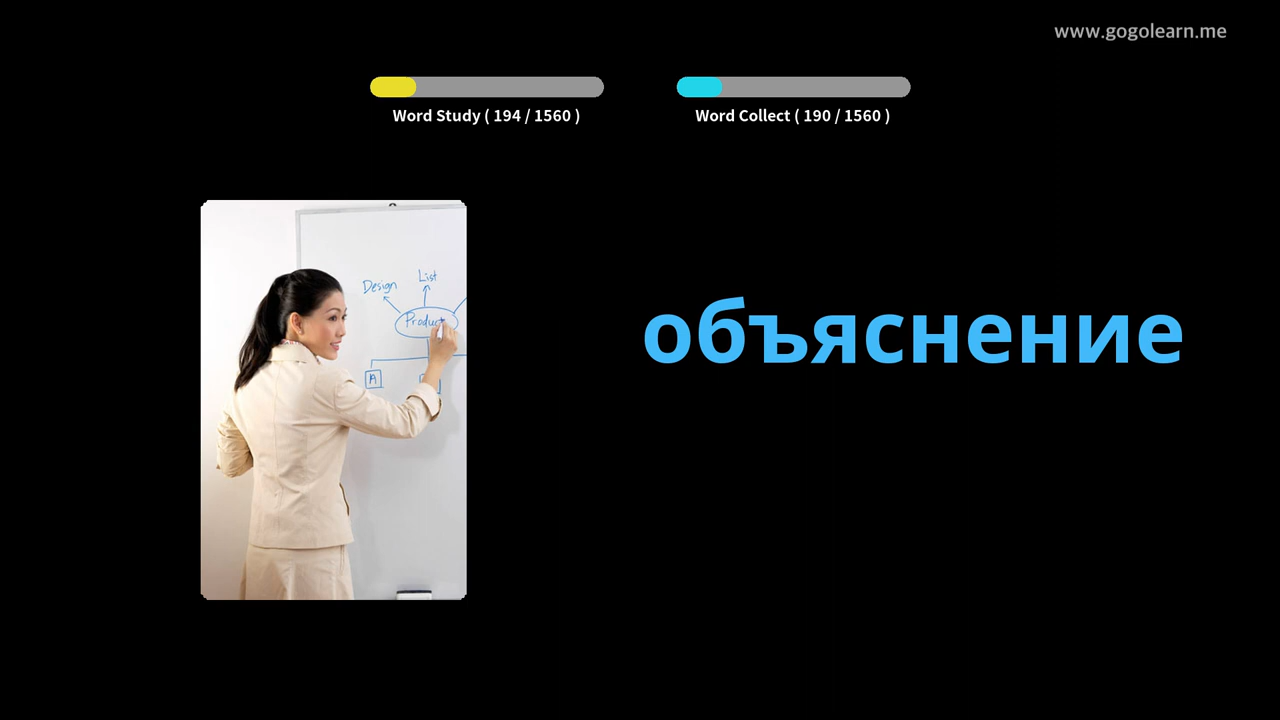 www.gogolearn.me
Word Study ( 194 / 1560 )
Word Collect ( 190 / 1560 )
Design
List
Product
A
объяснение